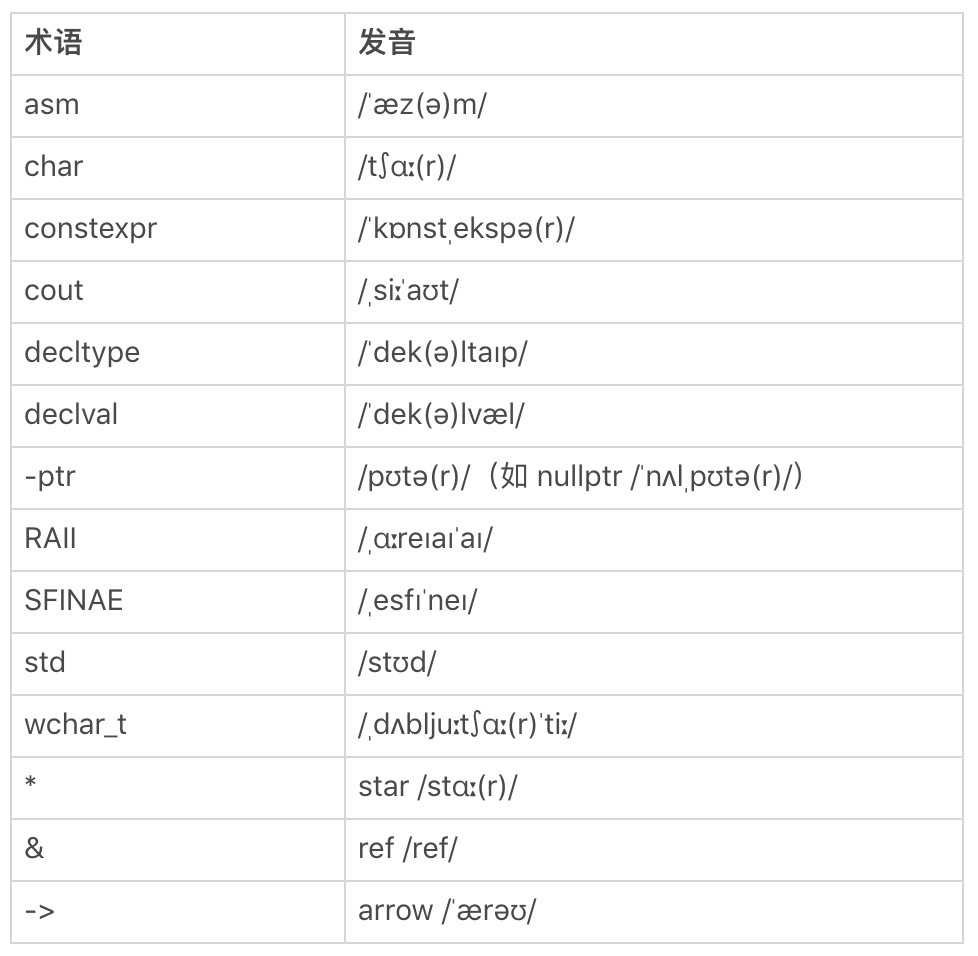 术语 发音
asm /ˈæz(ə)m/
char /tʃɑː(r)/
constexpr /ˈkɒnstˌekspə(r)/
cout /ˌsiːˈaʊt/
decltype /ˈdek(ə)ltaɪp/
declval /ˈdek(ə)lvæl/
-ptr /pʊtə(r)/（如 nullptr /ˈnʌlˌpʊtə(r)/）
RAII /ˌɑːreɪaɪˈaɪ/
SFINAE /ˌesfɪˈneɪ/
std /stʊd/
wchar_t /ˌdʌbljuːtʃɑː(r)ˈtiː/
* star /stɑː(r)/
& ref /ref/
-> arrow /ˈærəʊ/